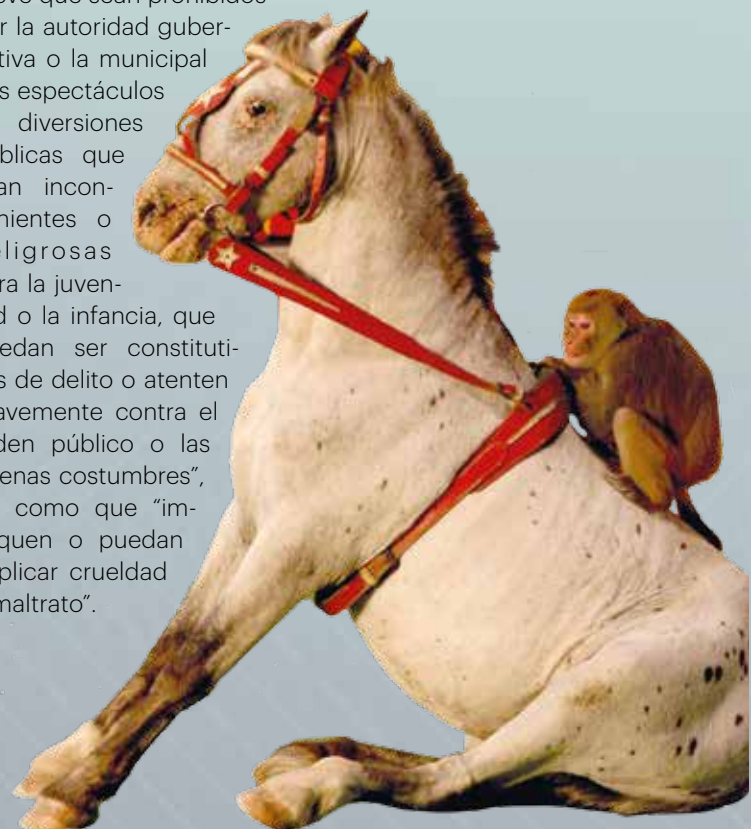 eve que sean prohibidos
r la autoridad guber-
tiva o la municipal
s espectáculos
diversiones
blicas que
an incon-
nientes o
eligrosas
ra la juven-
d o la infancia, que
edan ser constituti-
s de delito o atenten
avemente contra el
den público o las
enas costumbres”,
como que “im-
quen o puedan
plicar crueldad
maltrato”.